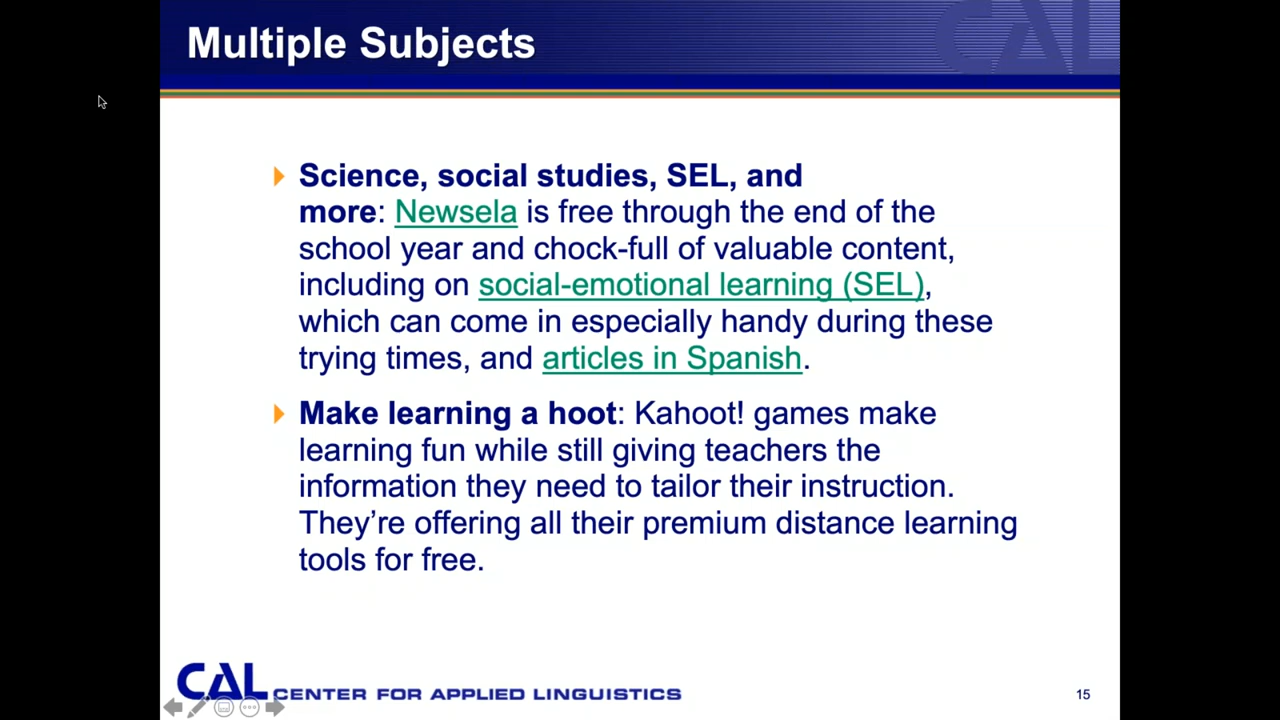 Multiple Subjects
Science, social studies, SEL, and
more: Newsela is free through the end of the
school year and chock-full of valuable content,
including on social-emotional learning (SEL),
which can come in especially handy during these
trying times, and articles in Spanish.
Make learning a hoot: Kahoot! games make
learning fun while still giving teachers the
information they need to tailor their instruction.
They’re offering all their premium distance learning
tools for free.
CAL CENTER FOR APPLIED LINGUISTICS
15
CAL